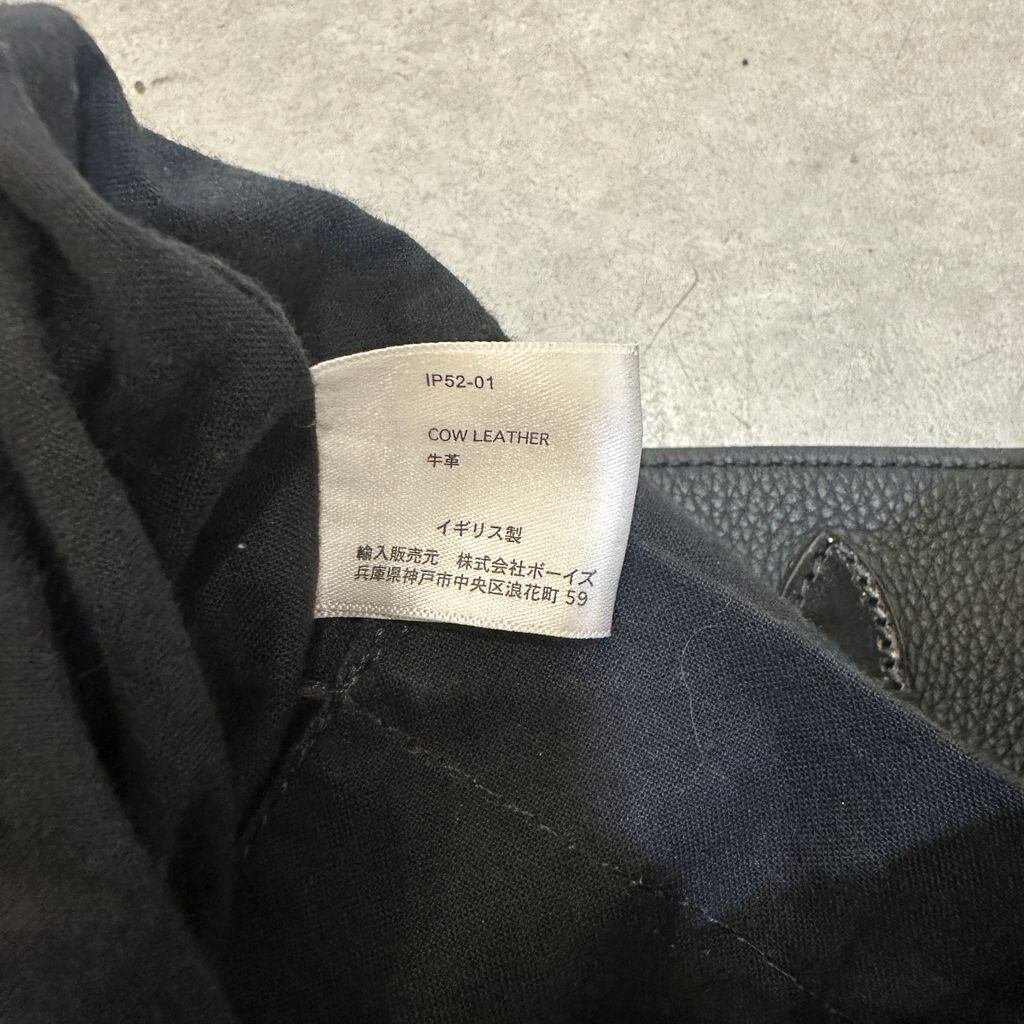 IP52-01
COW LEATHER
牛革
イギリス製
輸入販売元　株式会社ボーイズ
兵庫県神戸市中央区浪花町 59